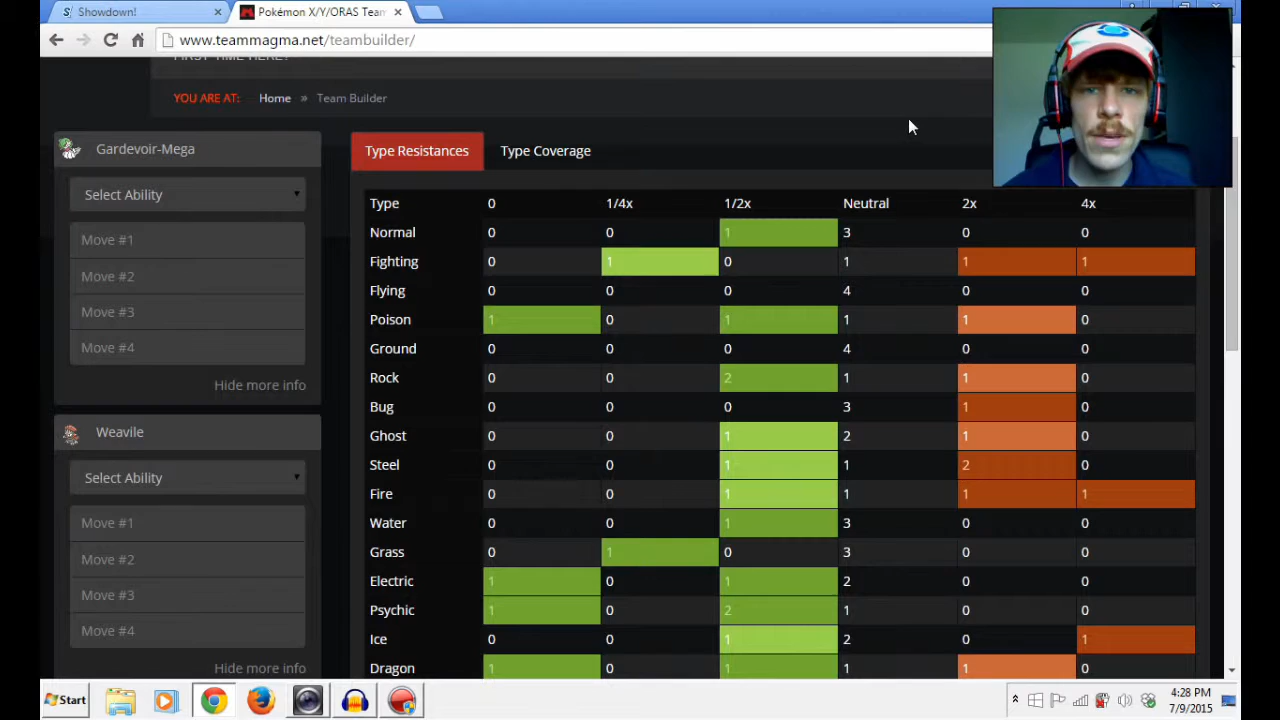 Showdown! × Pokémon X/Y/ORAS Team ×
www.teammagma.net/teambuilder/
FIRST TIME HERE?
YOU ARE AT: Home » Team Builder
Gardevoir-Mega
Select Ability
Move #1
Move #2
Move #3
Move #4
Hide more info
Weavile
Select Ability
Move #1
Move #2
Move #3
Move #4
Hide more info
Type Resistances Type Coverage
Type 0 1/4x 1/2x Neutral 2x 4x
Normal 0 0 1 3 0 0
Fighting 0 1 0 1 1 1
Flying 0 0 0 4 0 0
Poison 1 0 1 1 1 0
Ground 0 0 0 4 0 0
Rock 0 0 2 1 1 0
Bug 0 0 0 3 1 0
Ghost 0 0 1 2 1 0
Steel 0 0 1 1 2 0
Fire 0 0 1 1 1 1
Water 0 0 1 3 0 0
Grass 0 1 0 3 0 0
Electric 1 0 1 2 0 0
Psychic 1 0 2 1 0 0
Ice 0 0 1 2 0 1
Dragon 1 0 1 1 1 0
Start
4:28 PM
7/9/2015